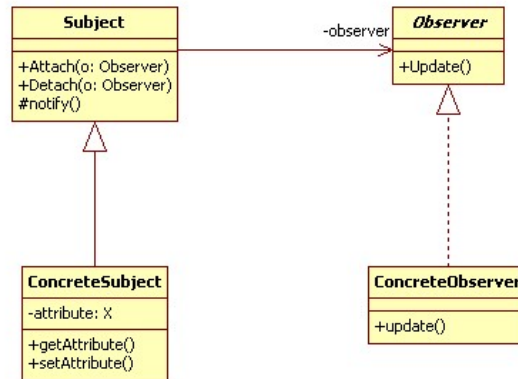 Subject
+Attach(o: Observer)
+Detach(o: Observer)
#notify()
-observer
Observer
+Update()
ConcreteSubject
-attribute: X
+getAttribute()
+setAttribute()
ConcreteObserver
+update()